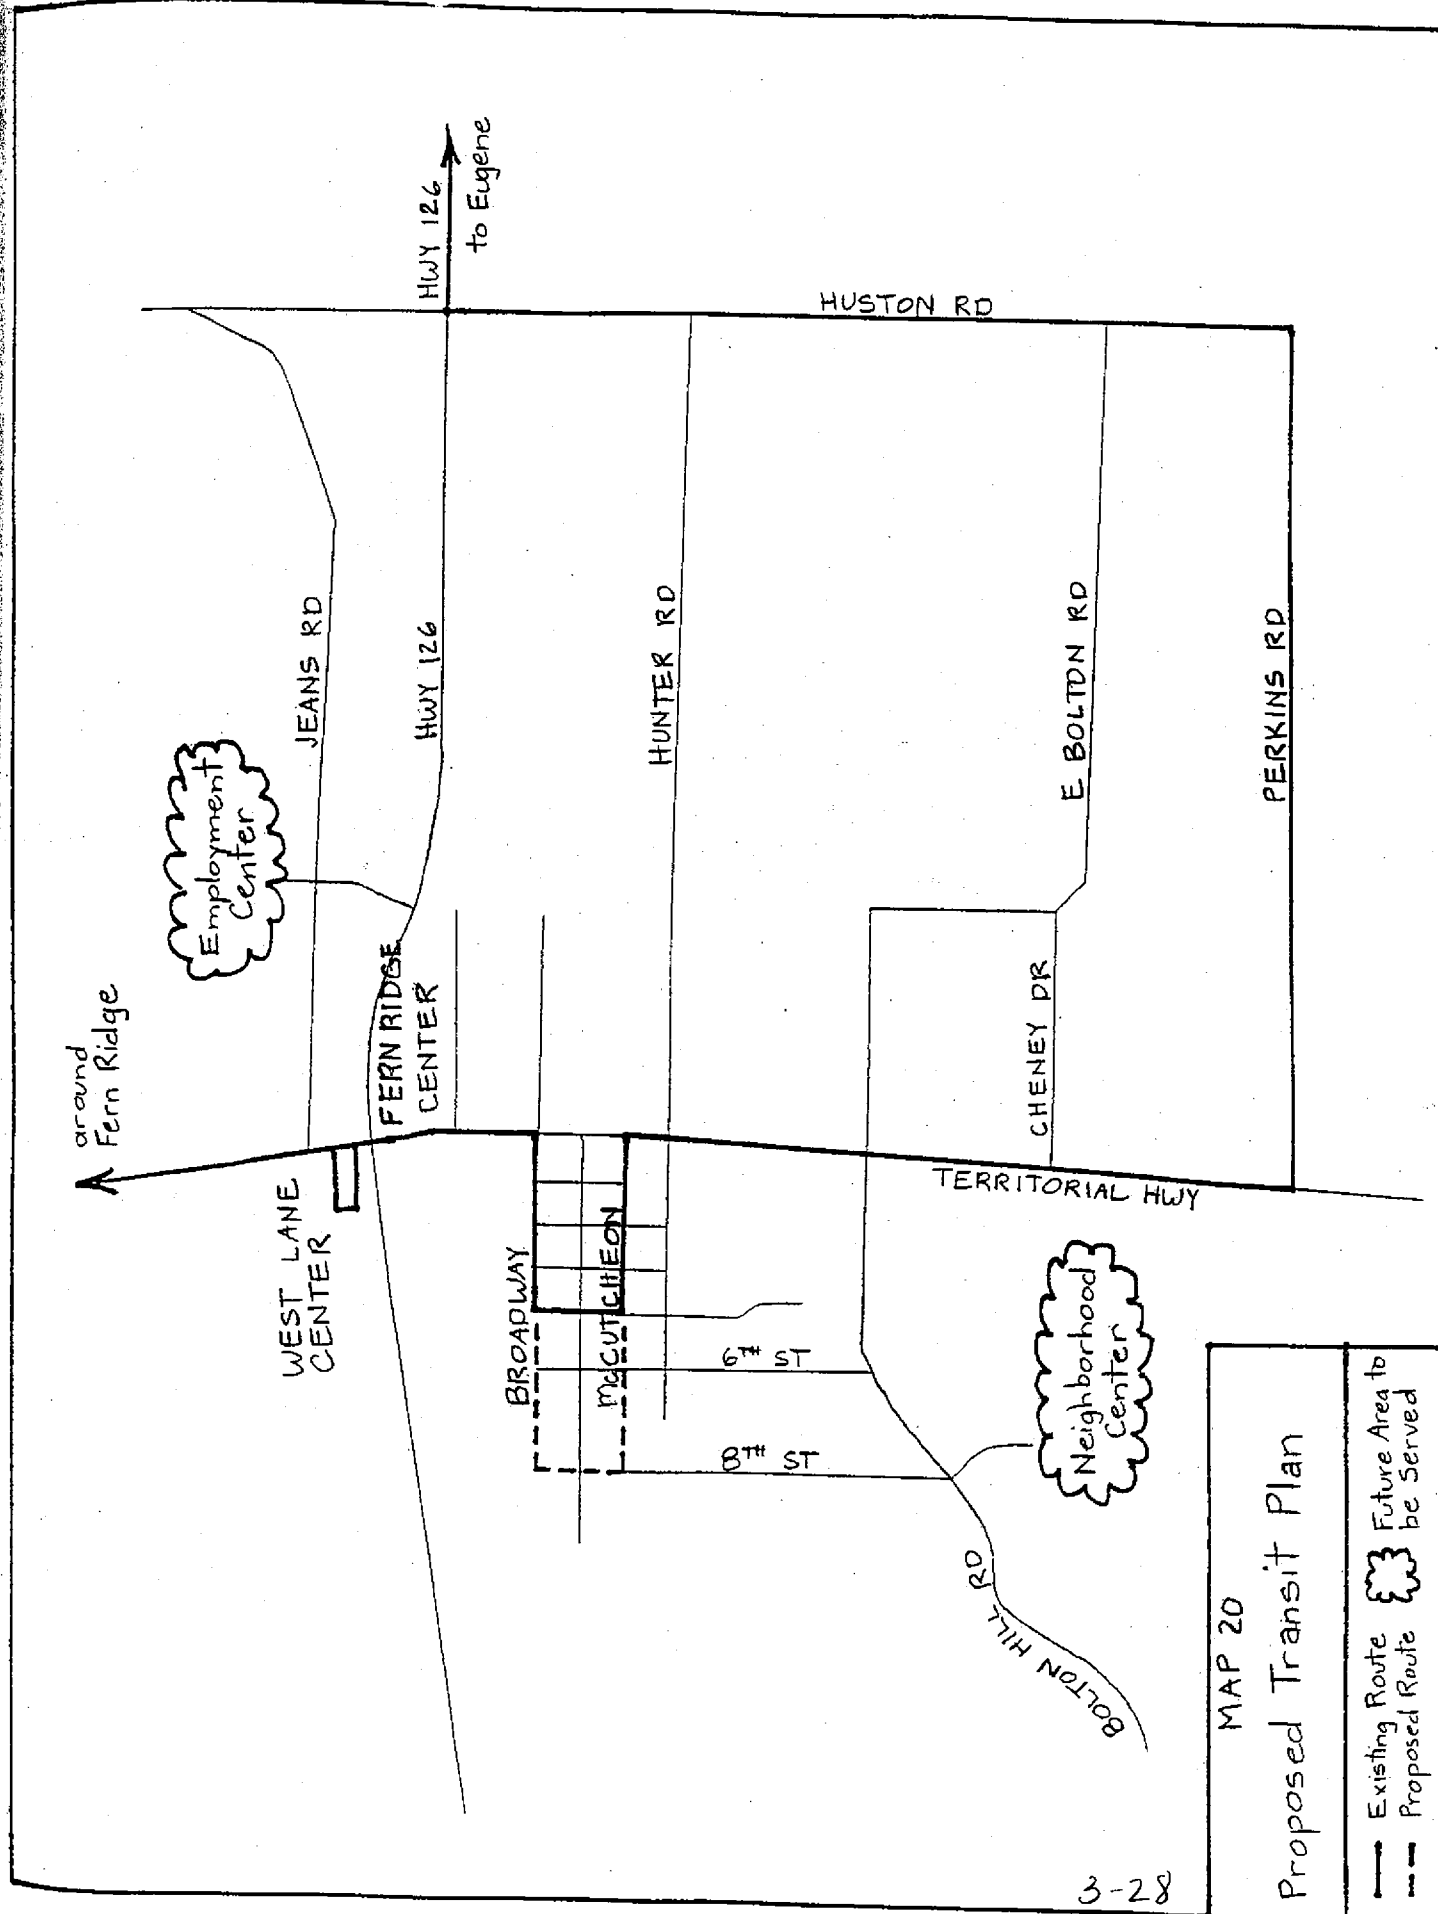 around
Fern Ridge
Employment
Center
JEANS RD
HWY 126
HWY 126
to Eugene
HUSTON RD
FERN RIDGE
CENTER
WEST LANE
CENTER
HUNTER RD
BROADWAY
McCUTCHEON
6TH ST
8TH ST
E BOLTON RD
CHENEY DR
PERKINS RD
TERRITORIAL HWY
Neighborhood
Center
BOLTON HILL RD
MAP 20
Proposed Transit Plan
Existing Route
Proposed Route
Future Area to
be Served
3-28